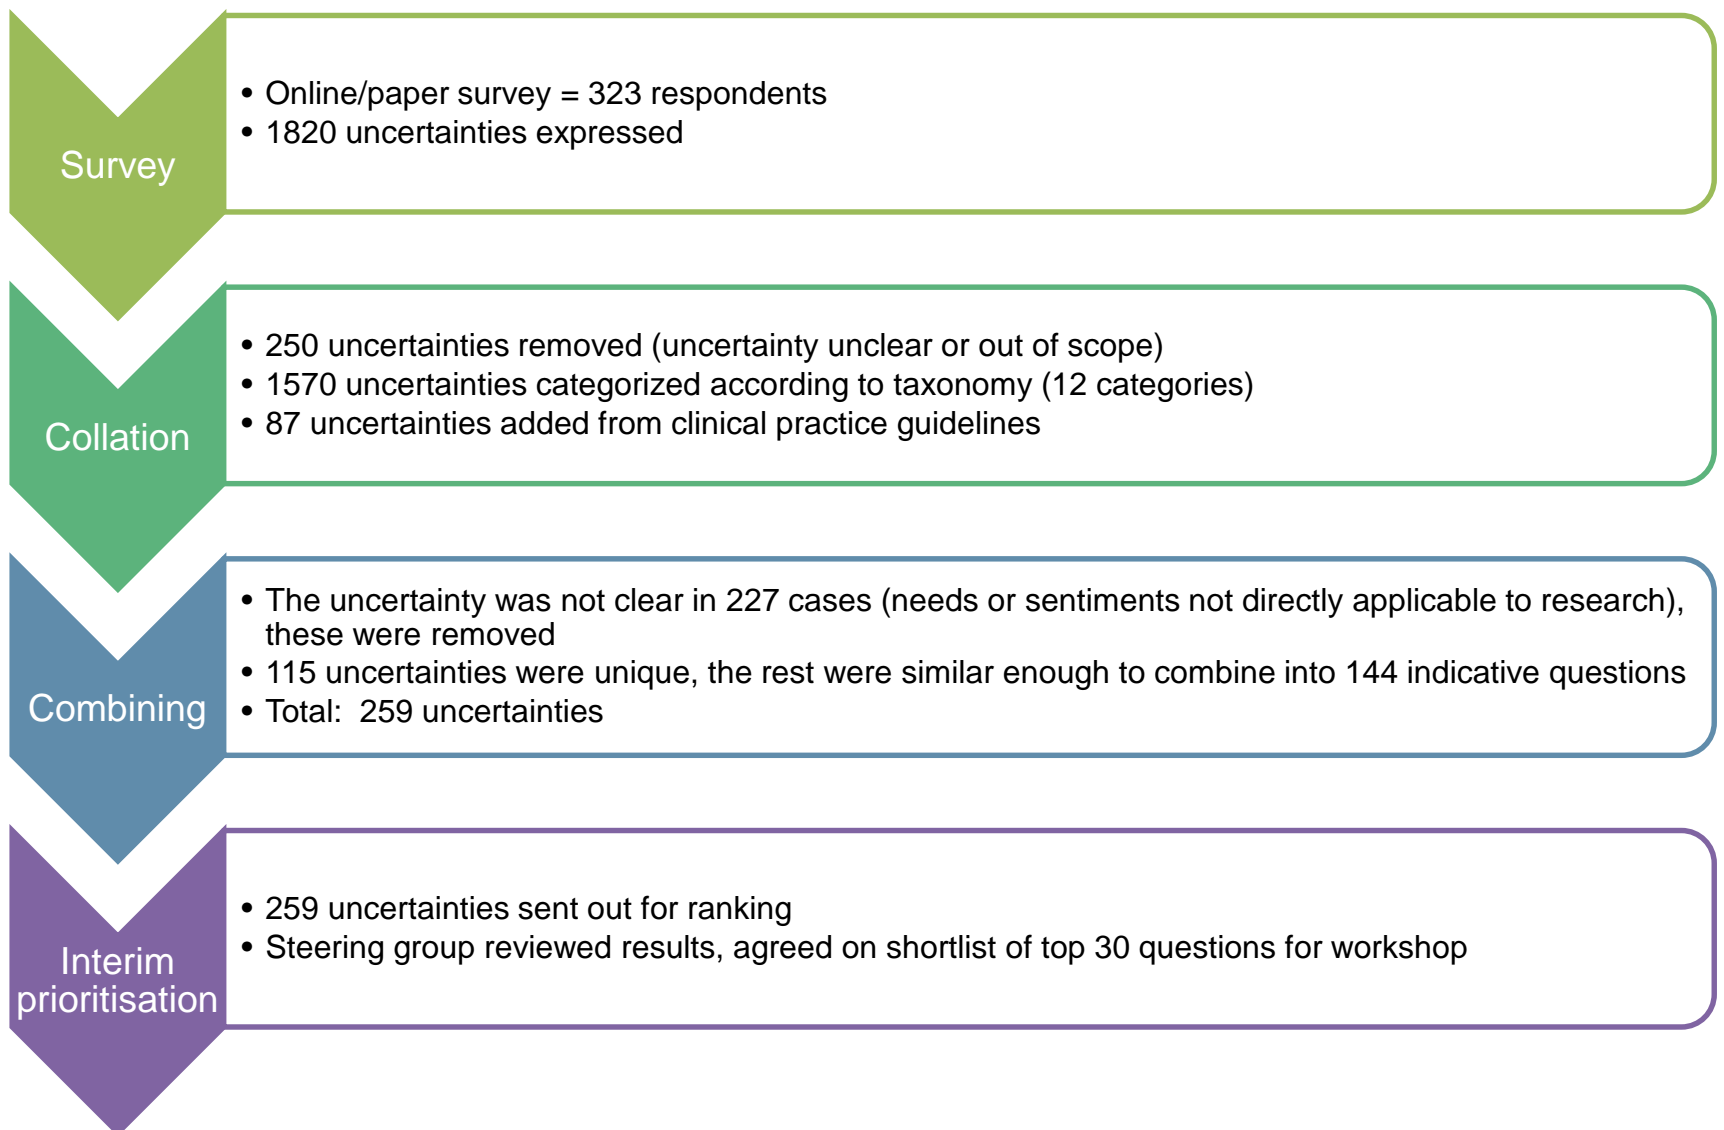 Survey
• Online/paper survey = 323 respondents
• 1820 uncertainties expressed
Collation
• 250 uncertainties removed (uncertainty unclear or out of scope)
• 1570 uncertainties categorized according to taxonomy (12 categories)
• 87 uncertainties added from clinical practice guidelines
Combining
• The uncertainty was not clear in 227 cases (needs or sentiments not directly applicable to research),
these were removed
• 115 uncertainties were unique, the rest were similar enough to combine into 144 indicative questions
• Total:  259 uncertainties
Interim
prioritisation
• 259 uncertainties sent out for ranking
• Steering group reviewed results, agreed on shortlist of top 30 questions for workshop